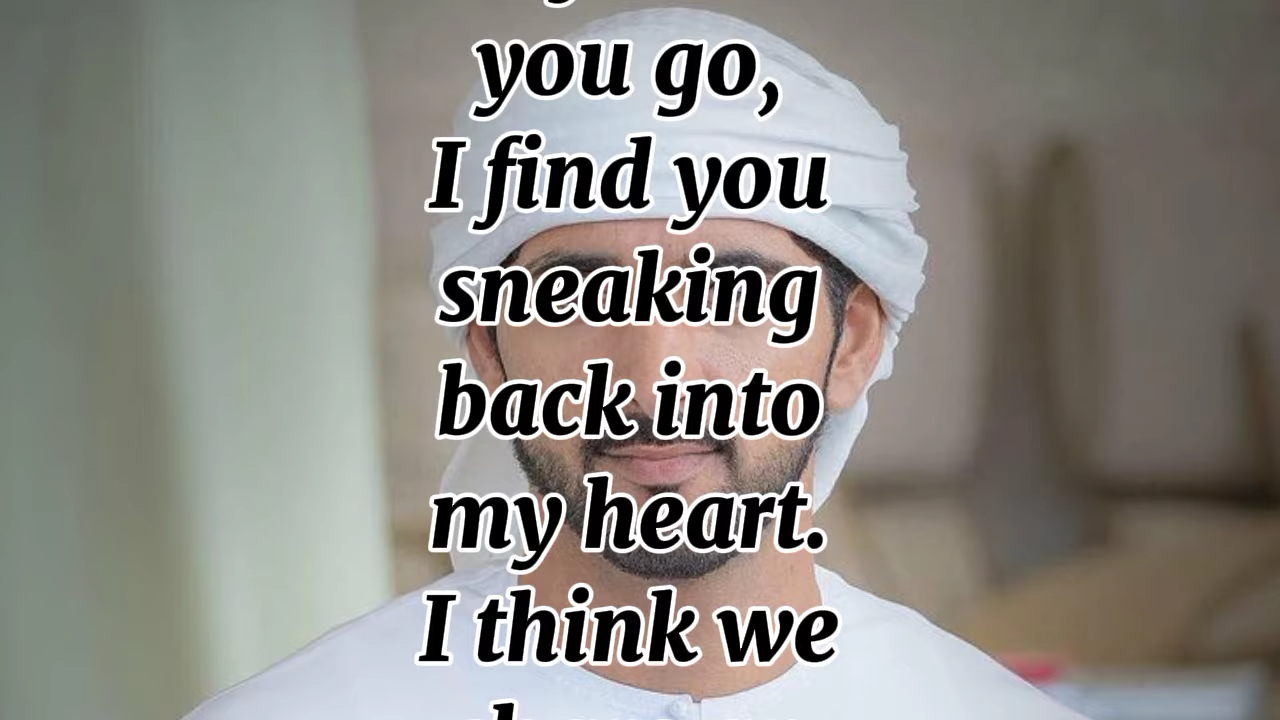 you go,
I find you
sneaking
back into
my heart.
I think we